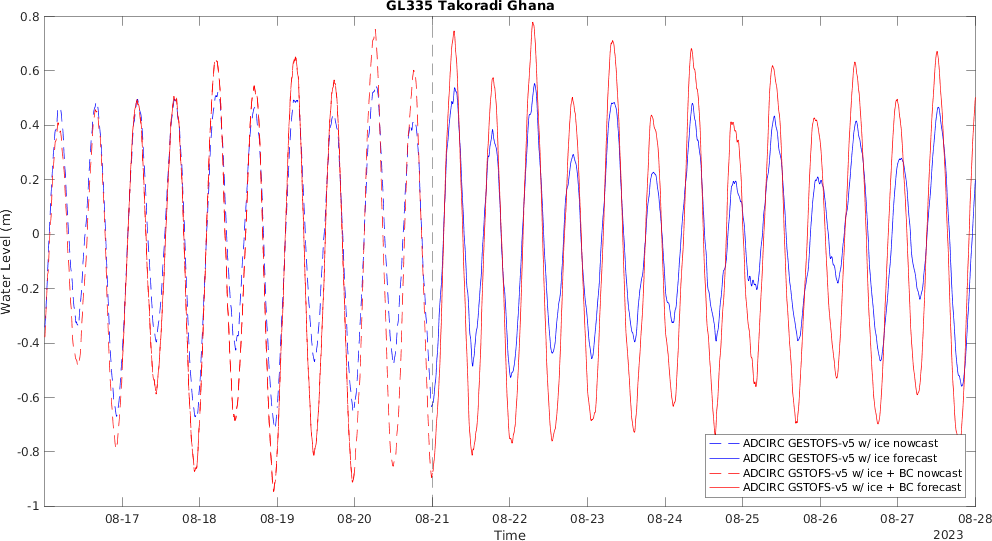 GL335 Takoradi Ghana
0.8
0.6
0.4
0.2
0
-0.2
-0.4
-0.6
-0.8
-1
Water Level (m)
ADCIRC GESTOFS-v5 w/ ice nowcast
ADCIRC GESTOFS-v5 w/ ice forecast
ADCIRC GSTOFS-v5 w/ ice + BC nowcast
ADCIRC GSTOFS-v5 w/ ice + BC forecast
08-17 08-18 08-19 08-20 08-21 08-22 08-23 08-24 08-25 08-26 08-27 08-28
Time
2023